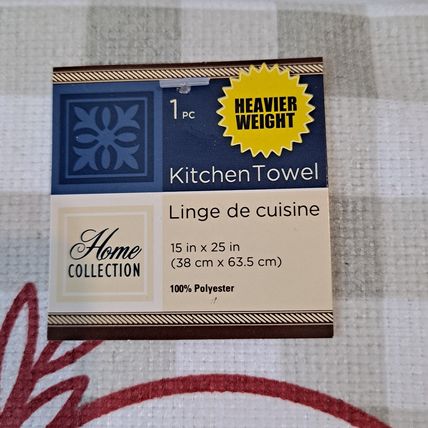 1 PC
HEAVIER
WEIGHT
Kitchen Towel
Linge de cuisine
Home
COLLECTION
15 in x 25 in
(38 cm x 63.5 cm)
100% Polyester